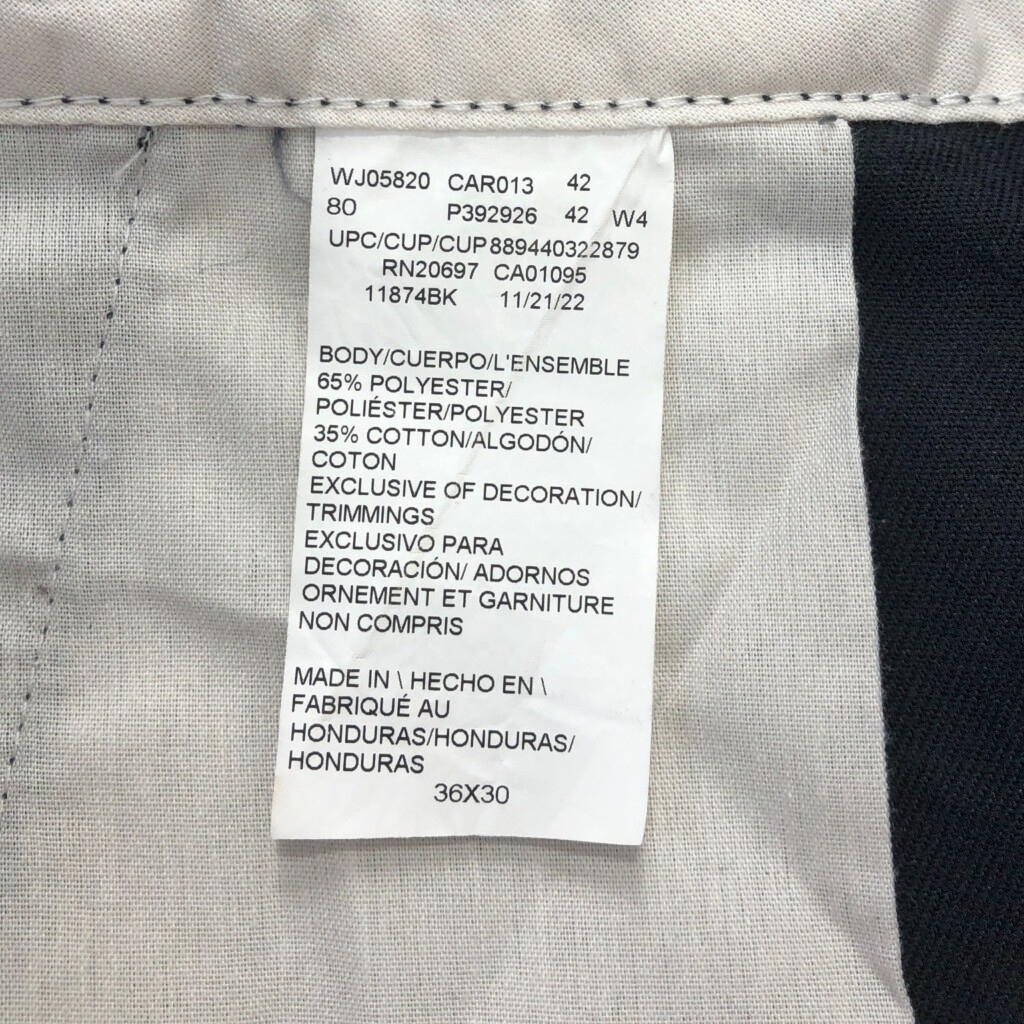 WJ05820 CAR013 42
80 P392926 42 W4
UPC/CUP/CUP889440322879
RN20697 CA01095
11874BK 11/21/22
BODY/CUERPO/L'ENSEMBLE
65% POLYESTER/
POLIÉSTER/POLYESTER
35% COTTON/ALGODÓN/
COTON
EXCLUSIVE OF DECORATION/
TRIMMINGS
EXCLUSIVO PARA
DECORACIÓN/ ADORNOS
ORNEMENT ET GARNITURE
NON COMPRIS
MADE IN \ HECHO EN \
FABRIQUÉ AU
HONDURAS/HONDURAS/
HONDURAS
36X30